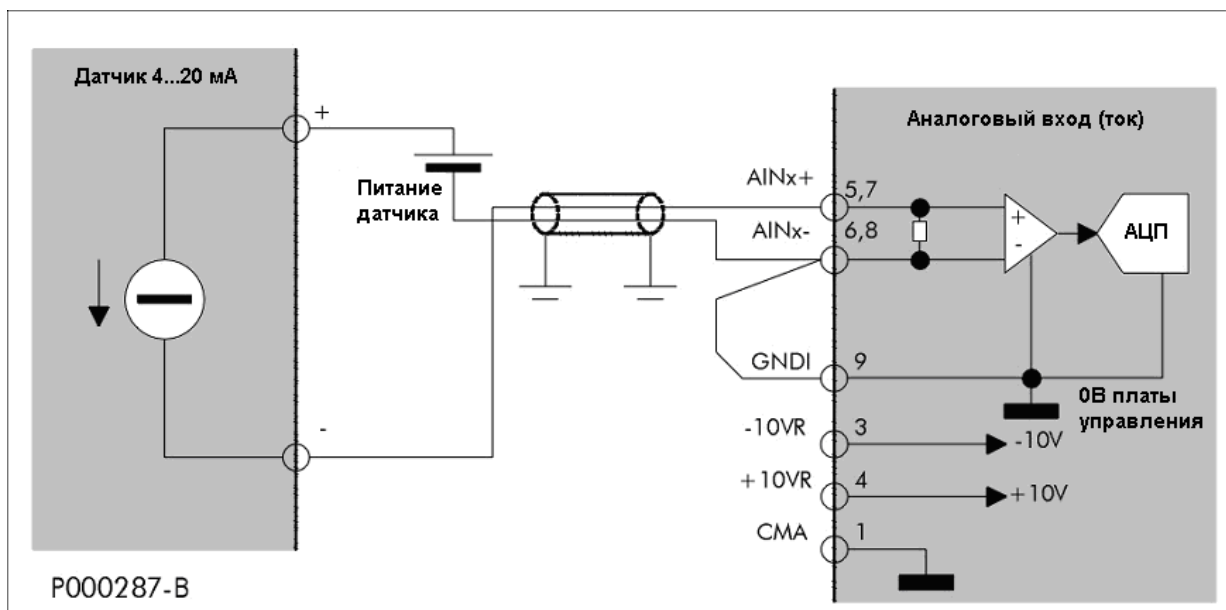 Датчик 4...20 мА
+
-
Питание
датчика
AINx+
AINx-
GNDI
-10VR
+10VR
CMA
5,7
6,8
9
3
4
1
Аналоговый вход (ток)
+
-
АЦП
0В платы
управления
-10V
+10V
P000287-B